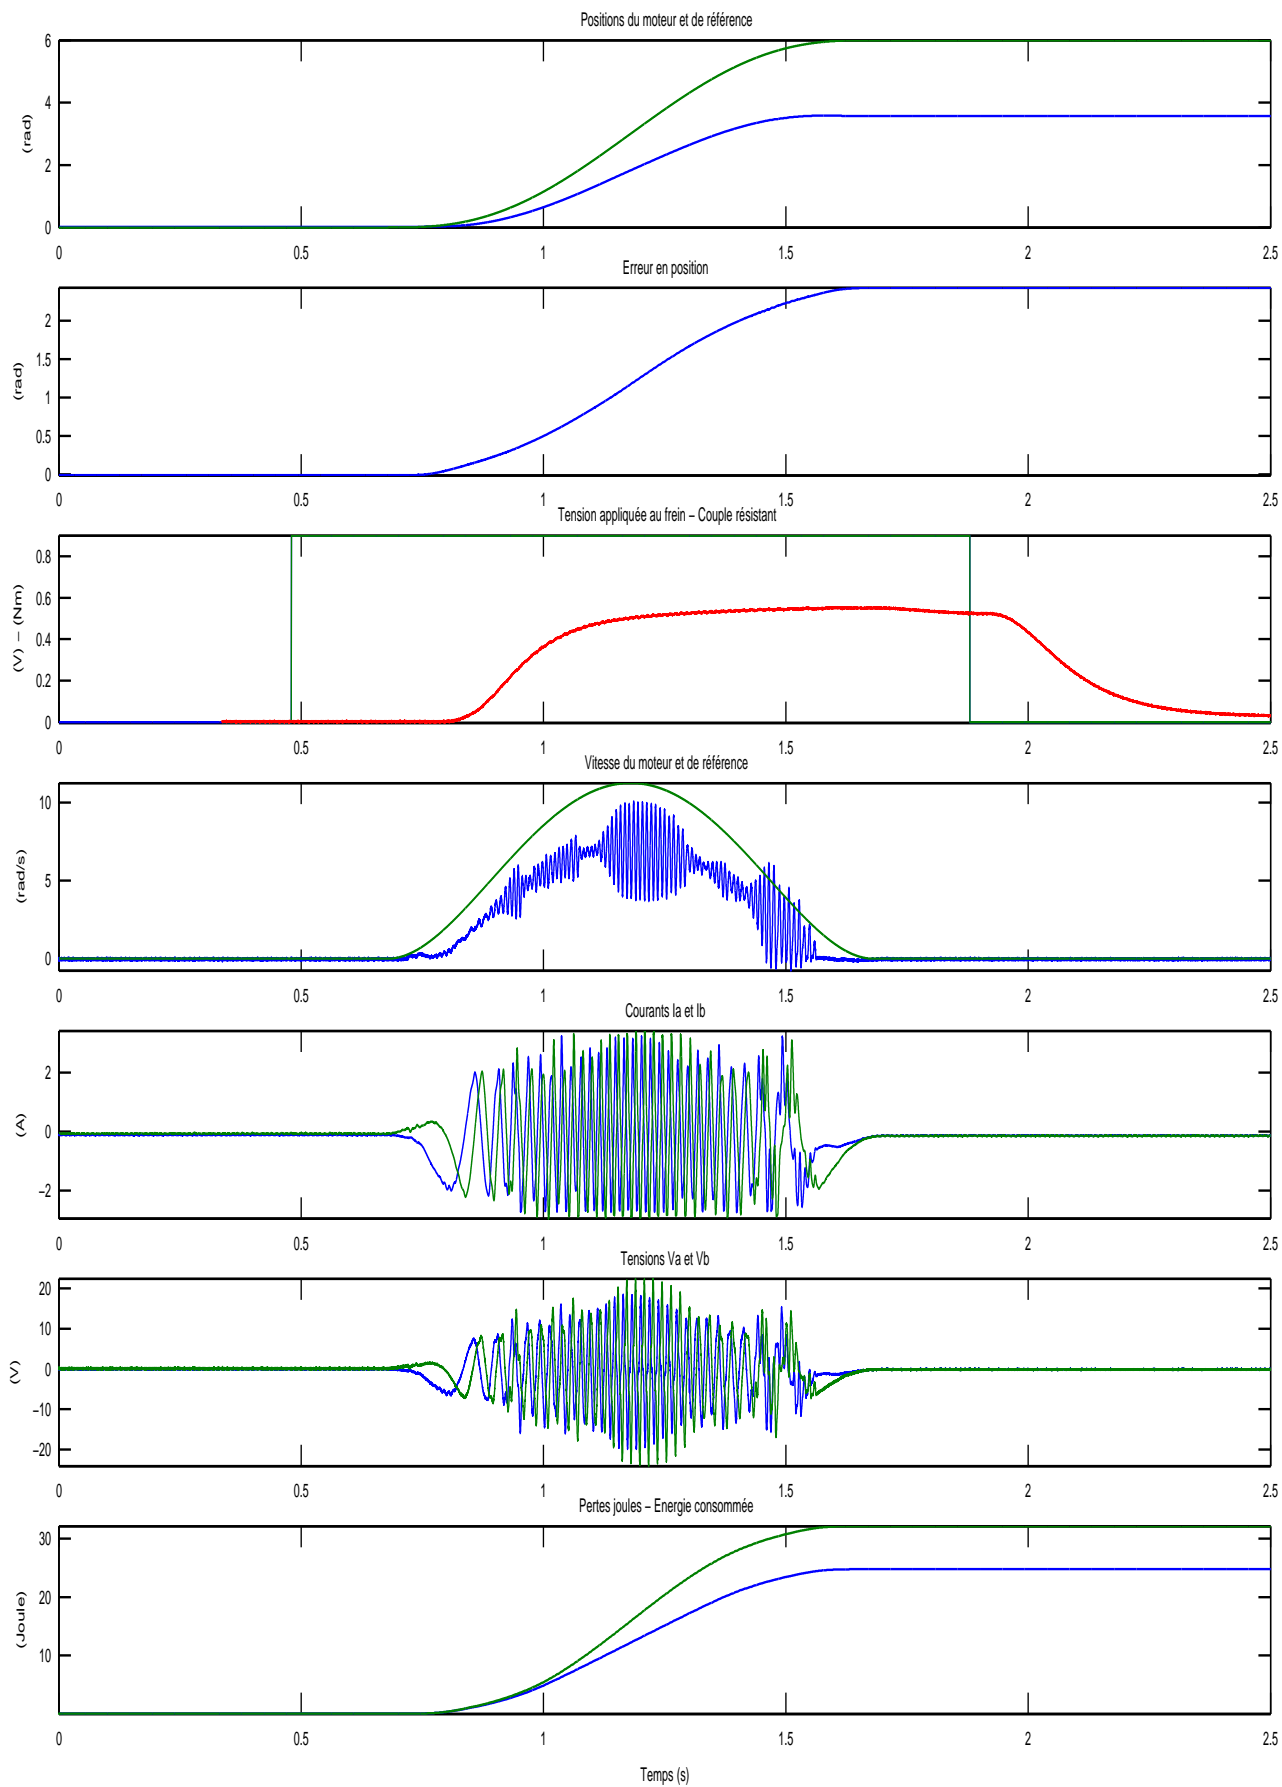 Positions du moteur et de référence
6
4
2
0
(rad)
0 0.5 1 1.5 2 2.5
Erreur en position
2
1.5
1
0.5
0
(rad)
0 0.5 1 1.5 2 2.5
Tension appliquée au frein – Couple résistant
0.8
0.6
0.4
0.2
0
(V) – (Nm)
0 0.5 1 1.5 2 2.5
Vitesse du moteur et de référence
10
5
0
(rad/s)
0 0.5 1 1.5 2 2.5
Courants Ia et Ib
2
0
−2
(A)
0 0.5 1 1.5 2 2.5
Tensions Va et Vb
20
10
0
−10
−20
(V)
0 0.5 1 1.5 2 2.5
Pertes joules – Energie consommée
30
20
10
(Joule)
0 0.5 1 1.5 2 2.5
Temps (s)